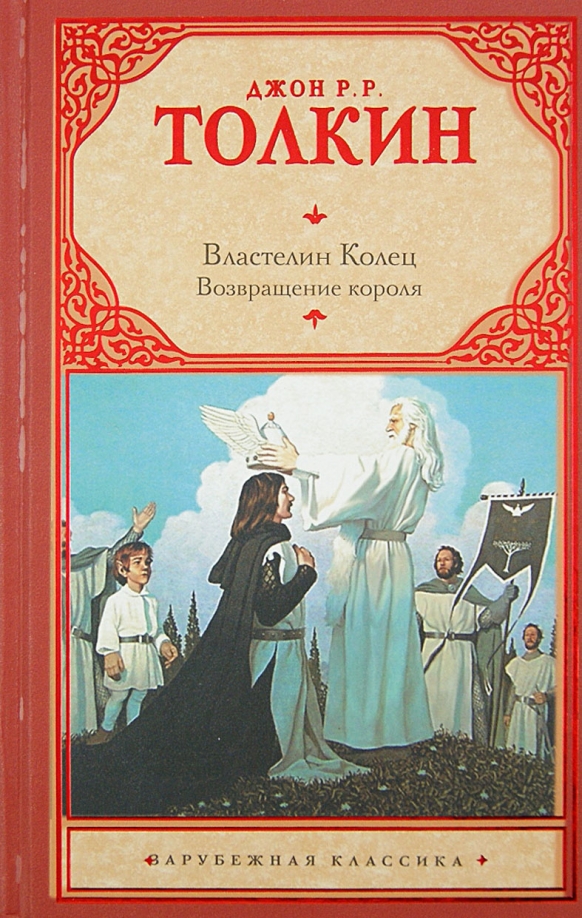 ДЖОН Р. Р.
ТОЛКИН
Властелин Колец
Возвращение короля
ЗАРУБЕЖНАЯ КЛАССИКА